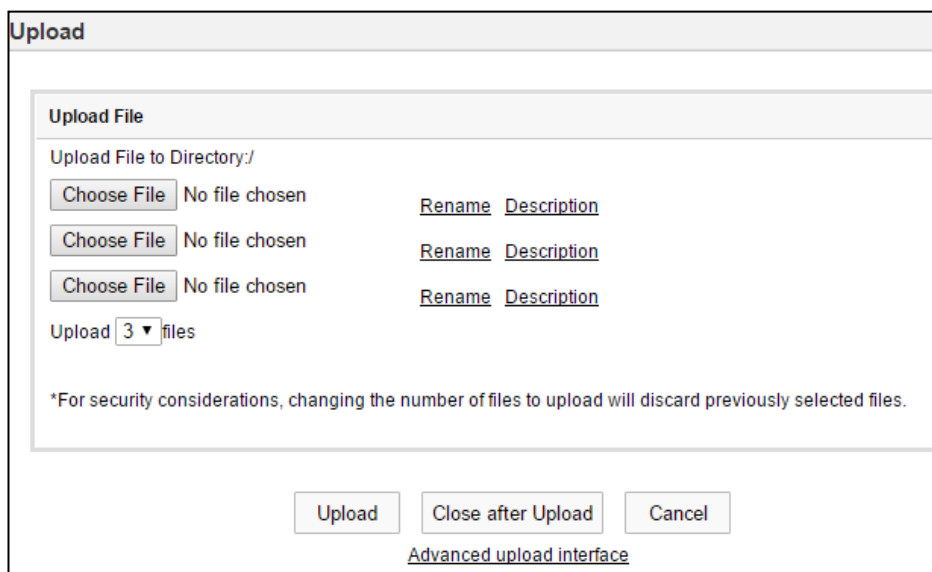 Upload
Upload File
Upload File to Directory:/
Choose File No file chosen Rename Description
Choose File No file chosen Rename Description
Choose File No file chosen Rename Description
Upload 3 files
*For security considerations, changing the number of files to upload will discard previously selected files.
Upload Close after Upload Cancel
Advanced upload interface